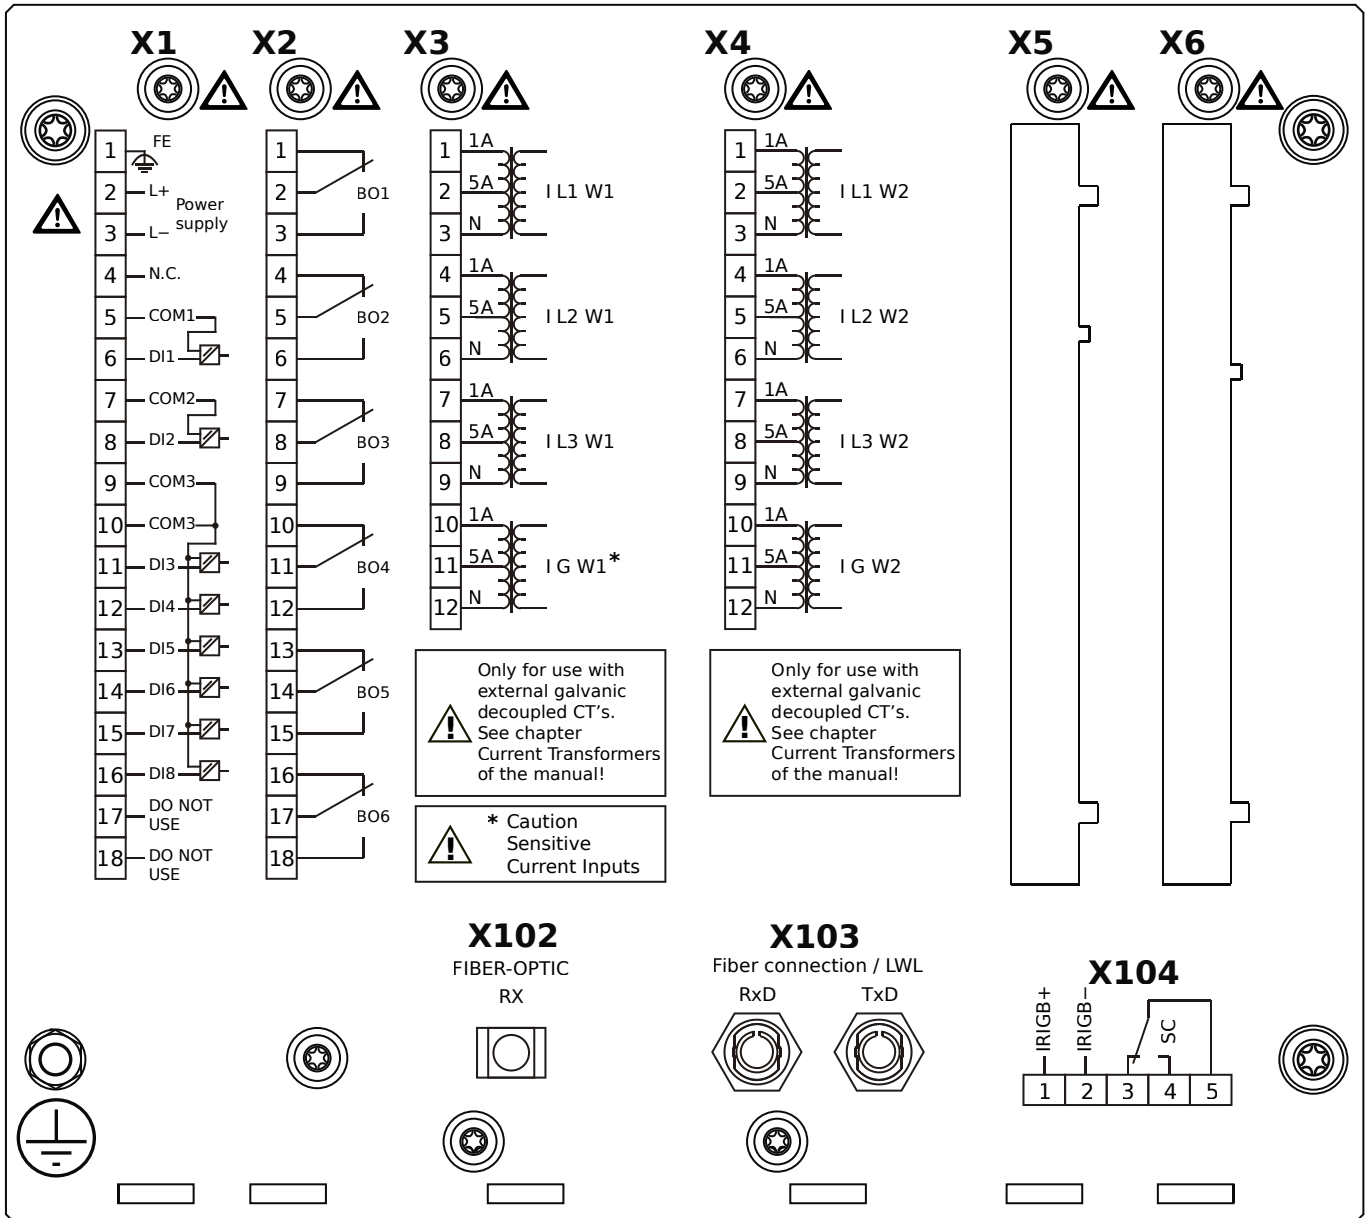 X1 X2 X3 X4 X5 X6
1 FE
2 L+
Power
supply
3 L−
4 N.C.
5 COM1
6 DI1
7 COM2
8 DI2
9 COM3
10 COM3
11 DI3
12 DI4
13 DI5
14 DI6
15 DI7
16 DI8
17 DO NOT
USE
18 DO NOT
USE
1
2 BO1
3
4
5 BO2
6
7
8 BO3
9
10
11 BO4
12
13
14 BO5
15
16
17 BO6
18
1 1A
2 5A I L1 W1
3 N
4 1A
5 5A I L2 W1
6 N
7 1A
8 5A I L3 W1
9 N
10 1A
11 5A I G W1*
12 N
Only for use with
external galvanic
decoupled CT's.
See chapter
Current Transformers
of the manual!
* Caution
Sensitive
Current Inputs
1 1A
2 5A I L1 W2
3 N
4 1A
5 5A I L2 W2
6 N
7 1A
8 5A I L3 W2
9 N
10 1A
11 5A I G W2
12 N
Only for use with
external galvanic
decoupled CT's.
See chapter
Current Transformers
of the manual!
X102
FIBER-OPTIC
RX
X103
Fiber connection / LWL
RxD TxD
X104
IRIGB+
IRIGB−
SC
1 2 3 4 5